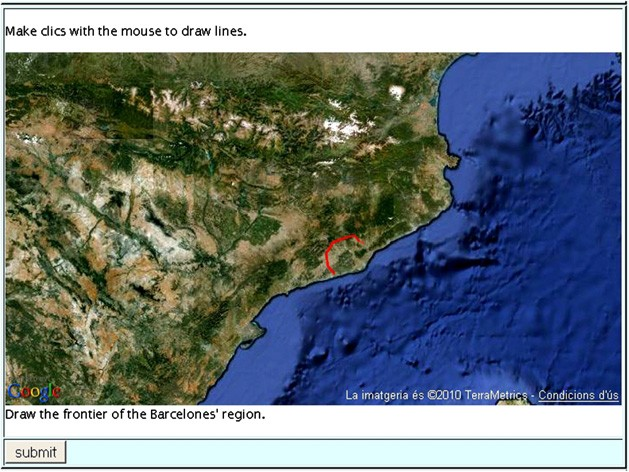 Make clics with the mouse to draw lines.
Google
La imatgeria és ©2010 TerraMetrics - Condicions d'ús
Draw the frontier of the Barcelones' region.
submit